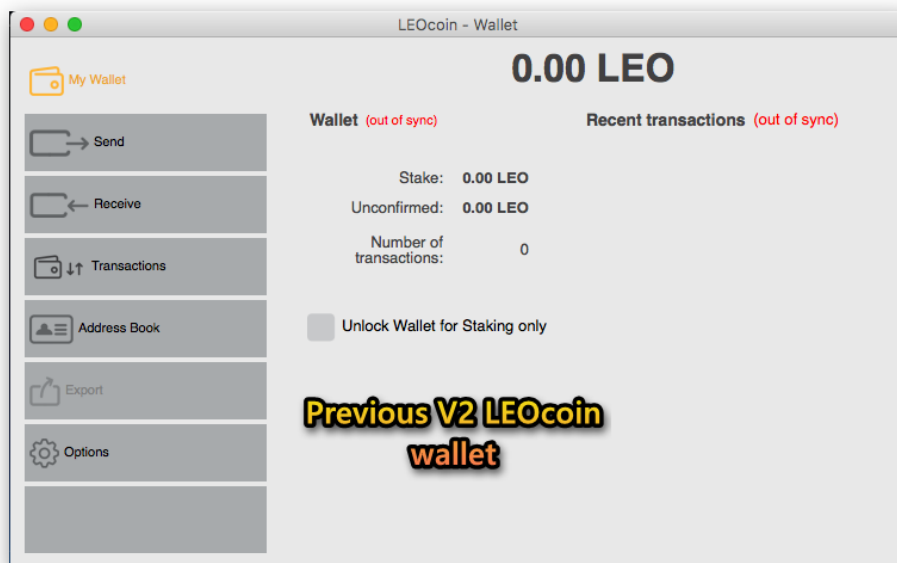 LEOcoin - Wallet
My Wallet
Send
Receive
Transactions
Address Book
Export
Options
0.00 LEO
Wallet (out of sync)
Recent transactions (out of sync)
Stake: 0.00 LEO
Unconfirmed: 0.00 LEO
Number of
transactions: 0
Unlock Wallet for Staking only
Previous V2 LEOcoin
wallet